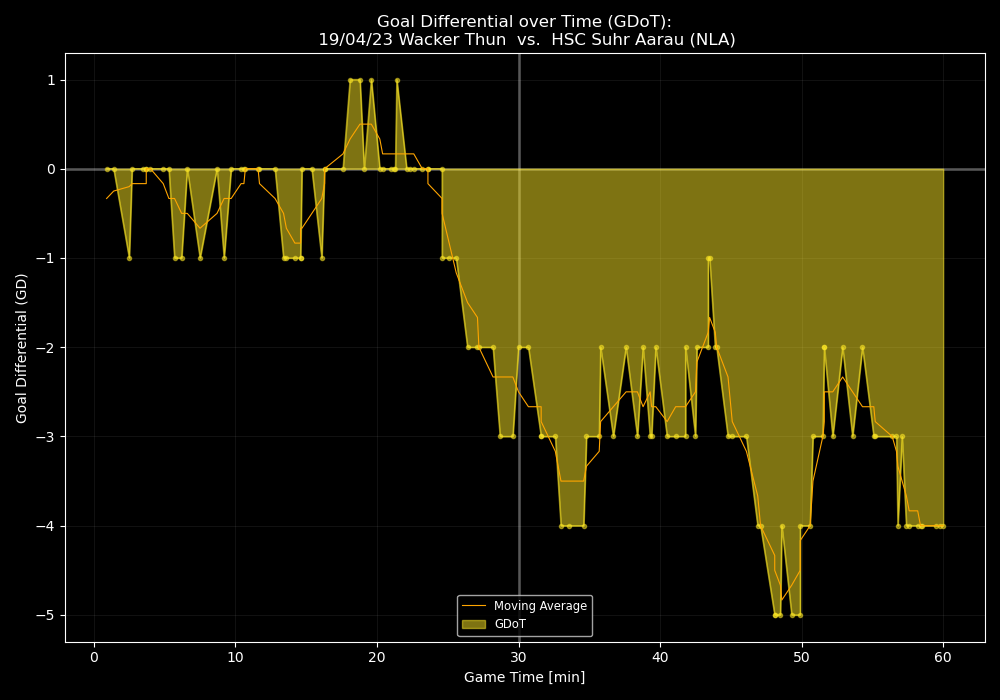 Goal Differential over Time (GDoT):
19/04/23 Wacker Thun  vs.  HSC Suhr Aarau (NLA)
Goal Differential (GD)
1
0
−1
−2
−3
−4
−5
Moving Average
GDoT
0 10 20 30 40 50 60
Game Time [min]